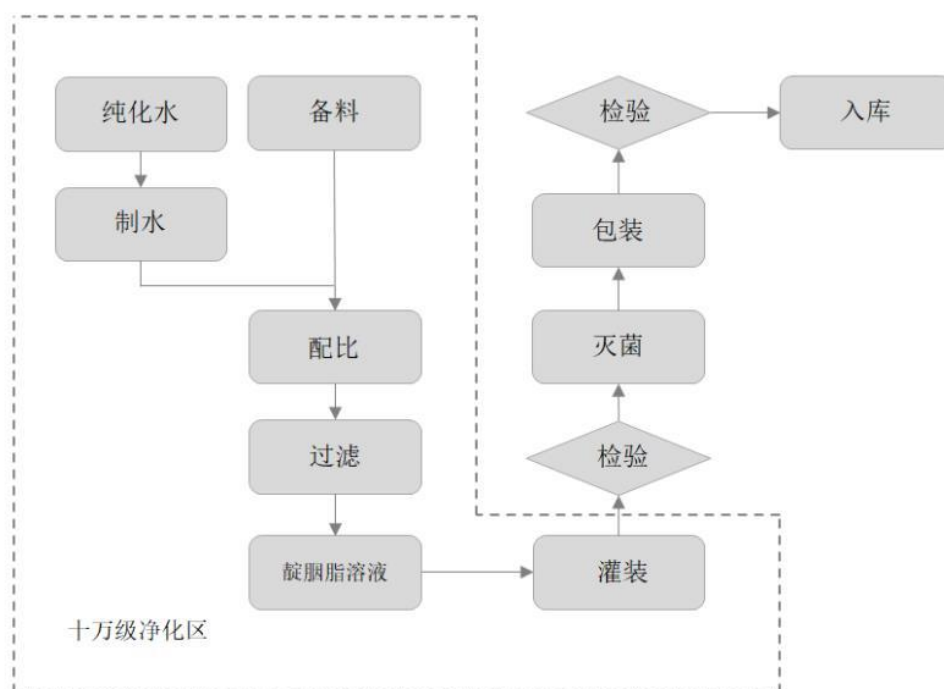 纯化水
备料
检验
入库
制水
包装
配比
灭菌
过滤
检验
靛胭脂溶液
灌装
十万级净化区